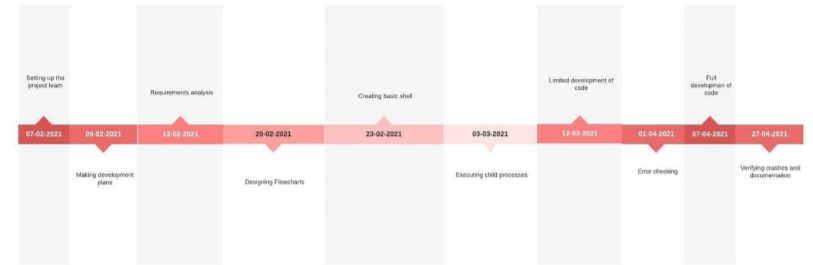 Setting up the
project team
Requirements analysis
Creating basic shell
Limited development of
code
Full
developmen of
code
07-02-2021
09-02-2021
13-02-2021
20-02-2021
23-02-2021
03-03-2021
12-03-2021
01-04-2021
07-04-2021
27-04-2021
Making development
plans
Designing Flowcharts
Executing child processes
Error checking
Verifying crashes and
documentation